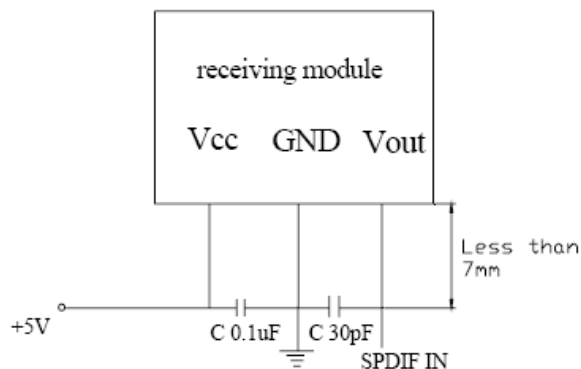 receiving module
Vcc GND Vout
Less than
7mm
+5V
C 0.1uF C 30pF
SPDIF IN